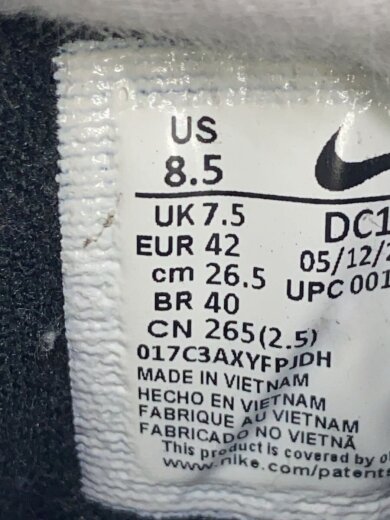 US
8.5
UK 7.5
EUR 42
cm 26.5
BR 40
CN 265(2.5)
DC1
05/12/2
UPC 001
017C3AXYFPJDH
MADE IN VIETNAM
HECHO EN VIETNAM
FABRIQUE AU VIETNAM
FABRICADO NO VIETNÃ
This product is covered by
www.nike.com/patents